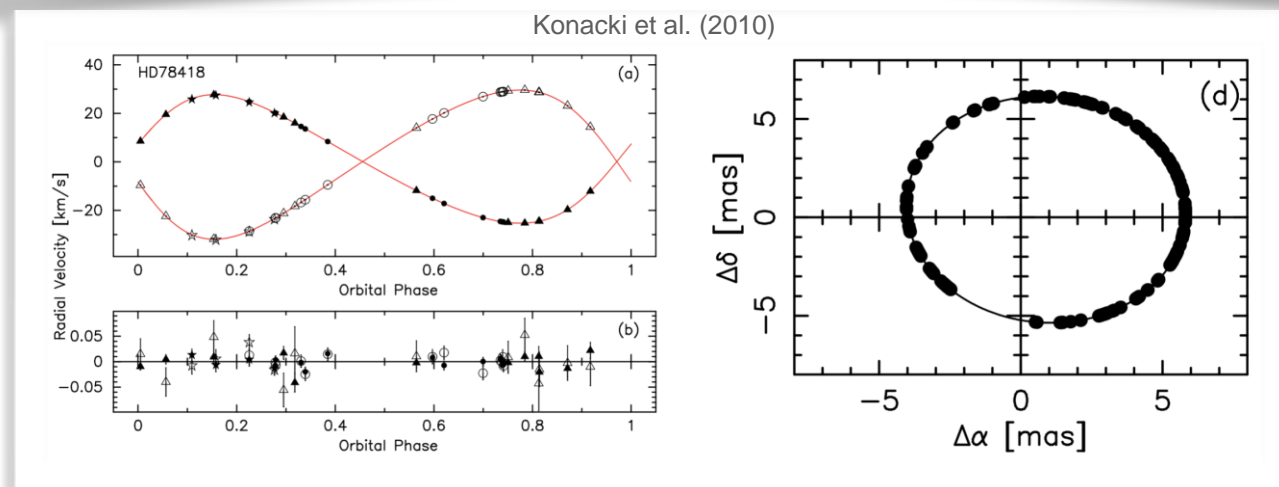 Konacki et al. (2010)
HD78418
(a)
40
20
0
−20
0
0.2
0.4
0.6
0.8
1
Orbital Phase
Radial Velocity [km/s]
(b)
0.05
0
−0.05
0
0.2
0.4
0.6
0.8
1
Orbital Phase
(d)
5
0
−5
Δδ [mas]
−5
0
5
Δα [mas]